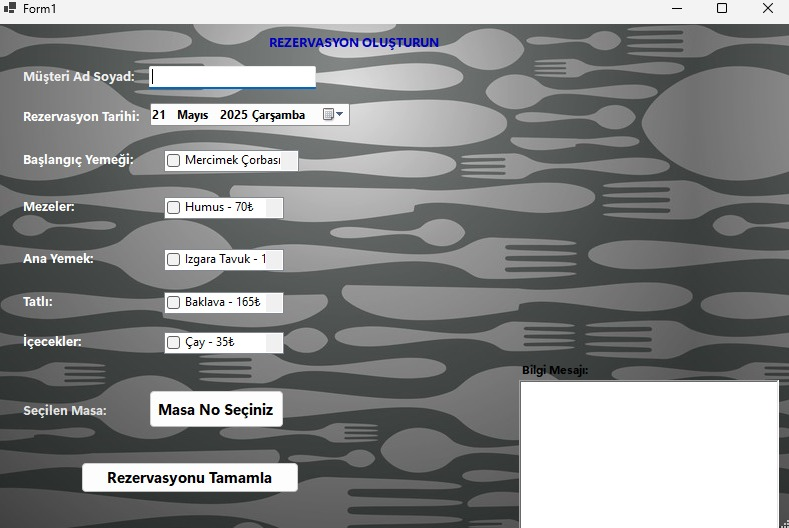 Form1
REZERVASYON OLUŞTURUN
Müşteri Ad Soyad:
Rezervasyon Tarihi: 21 Mayıs 2025 Çarşamba
Başlangıç Yemeği: Mercimek Çorbası
Mezeler: Humus - 70₺
Ana Yemek: Izgara Tavuk - 1
Tatlı: Baklava - 165₺
İçecekler: Çay - 35₺
Bilgi Mesajı:
Seçilen Masa: Masa No Seçiniz
Rezervasyonu Tamamla